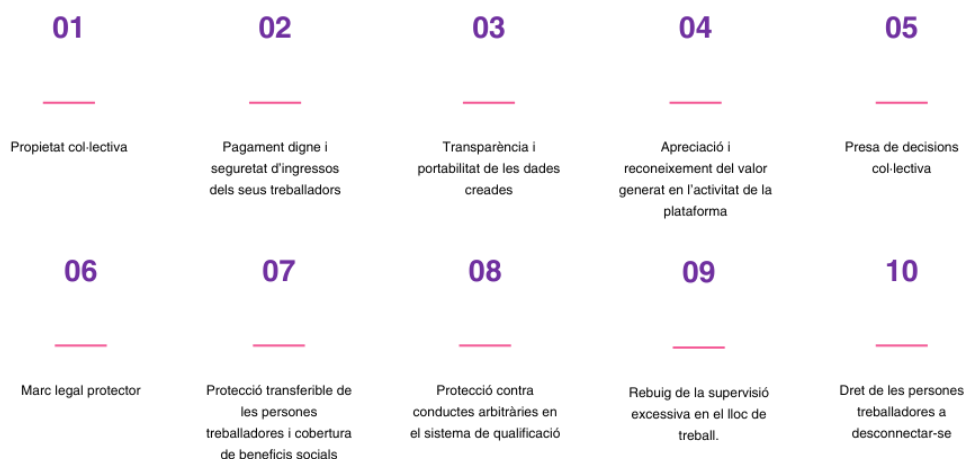 01
Propietat col·lectiva
02
Pagament digne i
seguretat d'ingressos
dels seus treballadors
03
Transparència i
portabilitat de les dades
creades
04
Apreciació i
reconeixement del valor
generat en l'activitat de la
plataforma
05
Presa de decisions
col·lectiva
06
Marc legal protector
07
Protecció transferible de
les persones
treballadores i cobertura
de beneficis socials
08
Protecció contra
conductes arbitràries en
el sistema de qualificació
09
Rebuig de la supervisió
excessiva en el lloc de
treball.
10
Dret de les persones
treballadores a
desconnectar-se